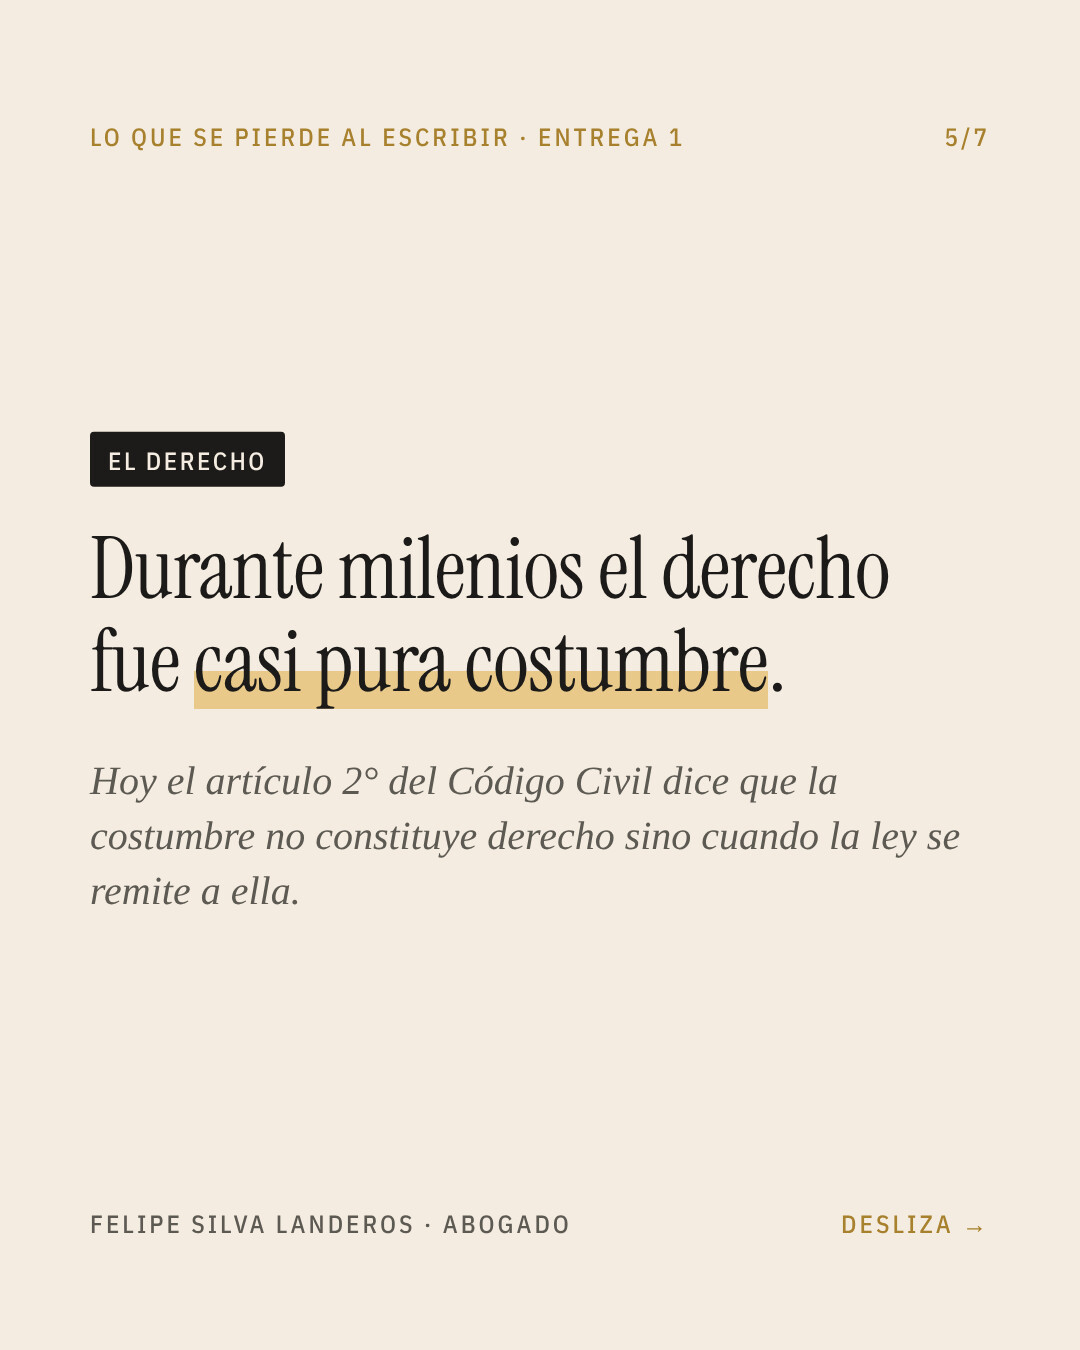 LO QUE SE PIERDE AL ESCRIBIR · ENTREGA 1
5/7
EL DERECHO
Durante milenios el derecho
fue casi pura costumbre.
Hoy el artículo 2° del Código Civil dice que la
costumbre no constituye derecho sino cuando la ley se
remite a ella.
FELIPE SILVA LANDEROS · ABOGADO
DESLIZA →